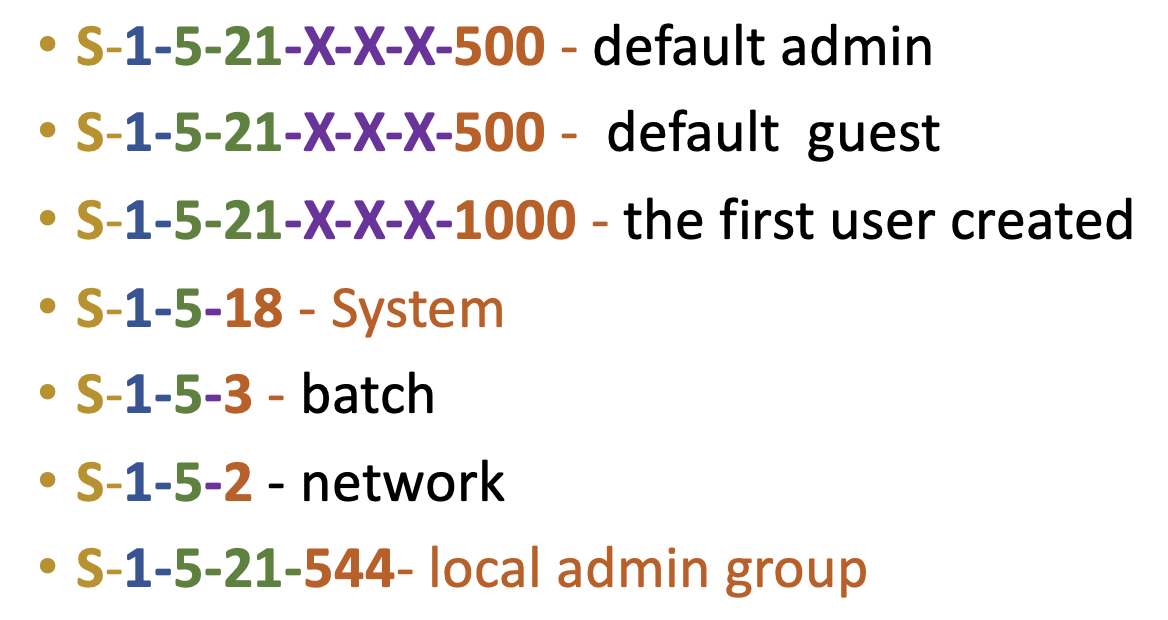 • S-1-5-21-X-X-X-500 - default admin
• S-1-5-21-X-X-X-500 - default guest
• S-1-5-21-X-X-X-1000 - the first user created
• S-1-5-18 - System
• S-1-5-3 - batch
• S-1-5-2 - network
• S-1-5-21-544- local admin group